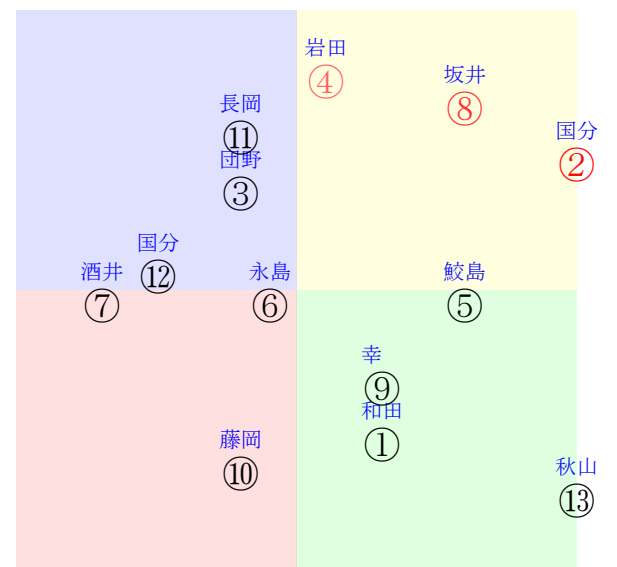 岩田
④
坂井
⑧
長岡
⑪
国分
②
団野
③
国分
⑫
酒井
⑦
永島
⑥
鮫島
⑤
幸
⑨
和田
①
藤岡
⑩
秋山
⑬